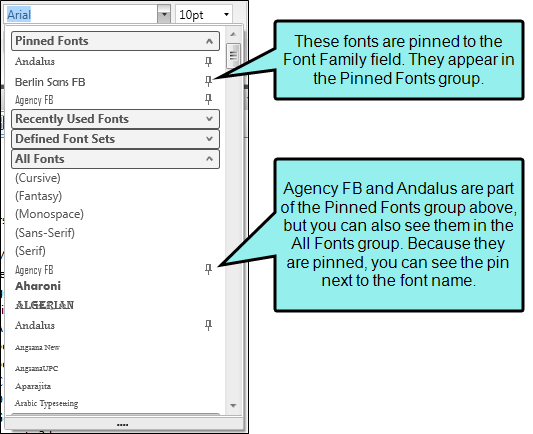 Arial
10pt
Pinned Fonts
Andalus
Berlin Sans FB
Agency FB
Recently Used Fonts
Defined Font Sets
All Fonts
(Cursive)
(Fantasy)
(Monospace)
(Sans-Serif)
(Serif)
Agency FB
Aharoni
ALGERIAN
Andalus
Angsana New
AngsanaUPC
Aparajita
Arabic Typesetting
These fonts are pinned to the
Font Family field. They appear in
the Pinned Fonts group.
Agency FB and Andalus are part
of the Pinned Fonts group above,
but you can also see them in the
All Fonts group. Because they
are pinned, you can see the pin
next to the font name.